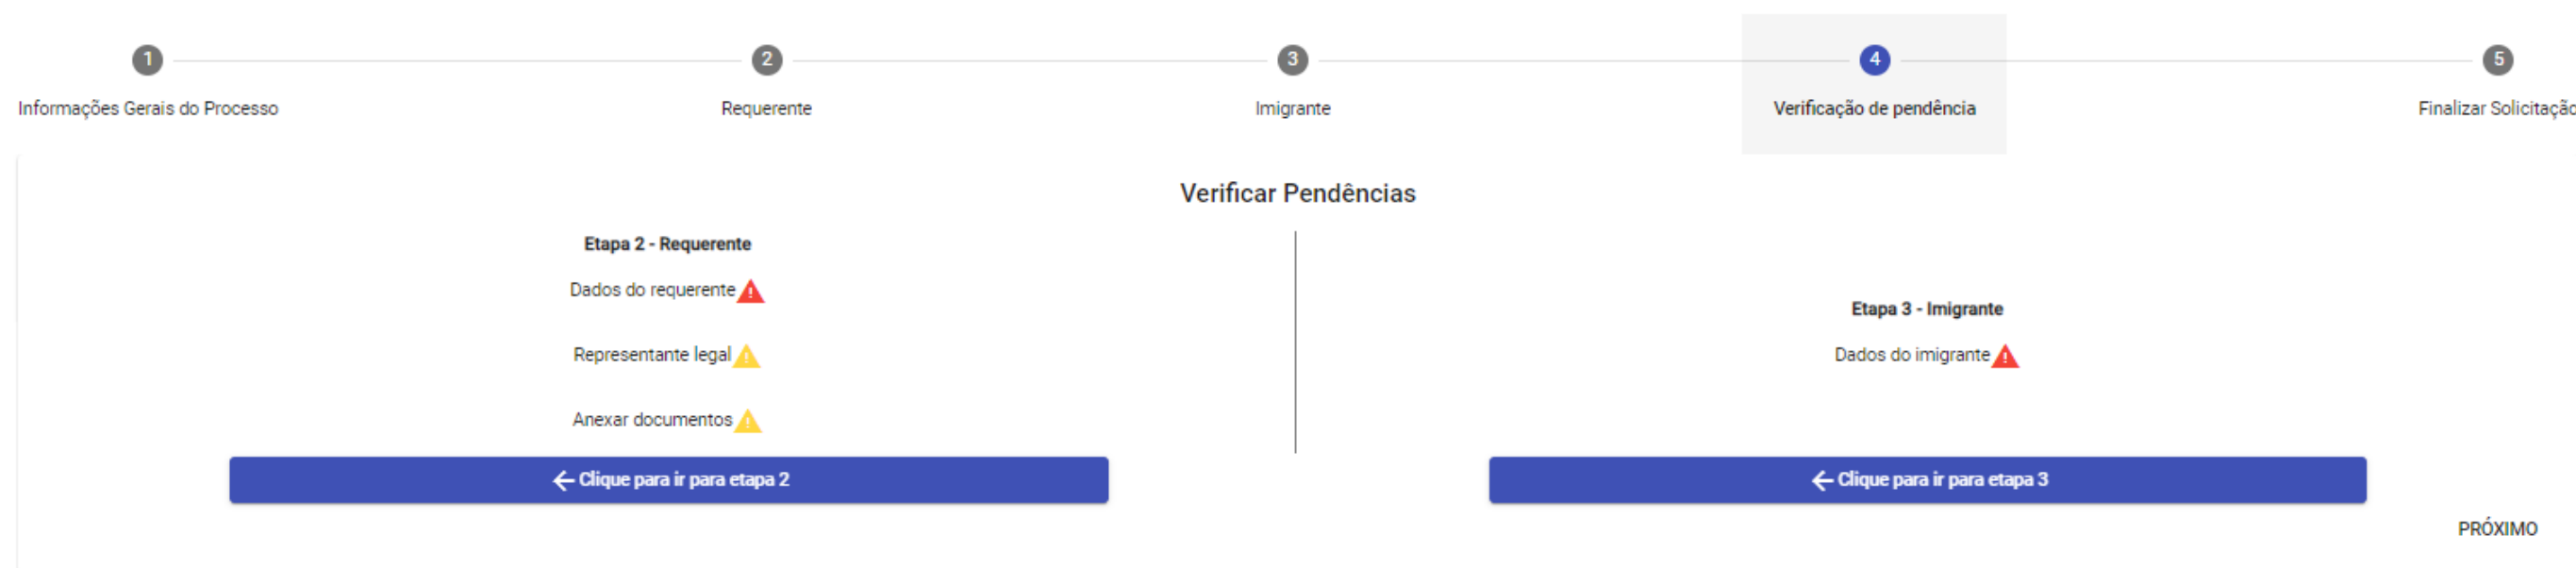 1
2
3
4
5
Informações Gerais do Processo
Requerente
Imigrante
Verificação de pendência
Finalizar Solicitação
Verificar Pendências
Etapa 2 - Requerente
Dados do requerente
Representante legal
Anexar documentos
Clique para ir para etapa 2
Etapa 3 - Imigrante
Dados do imigrante
Clique para ir para etapa 3
PRÓXIMO